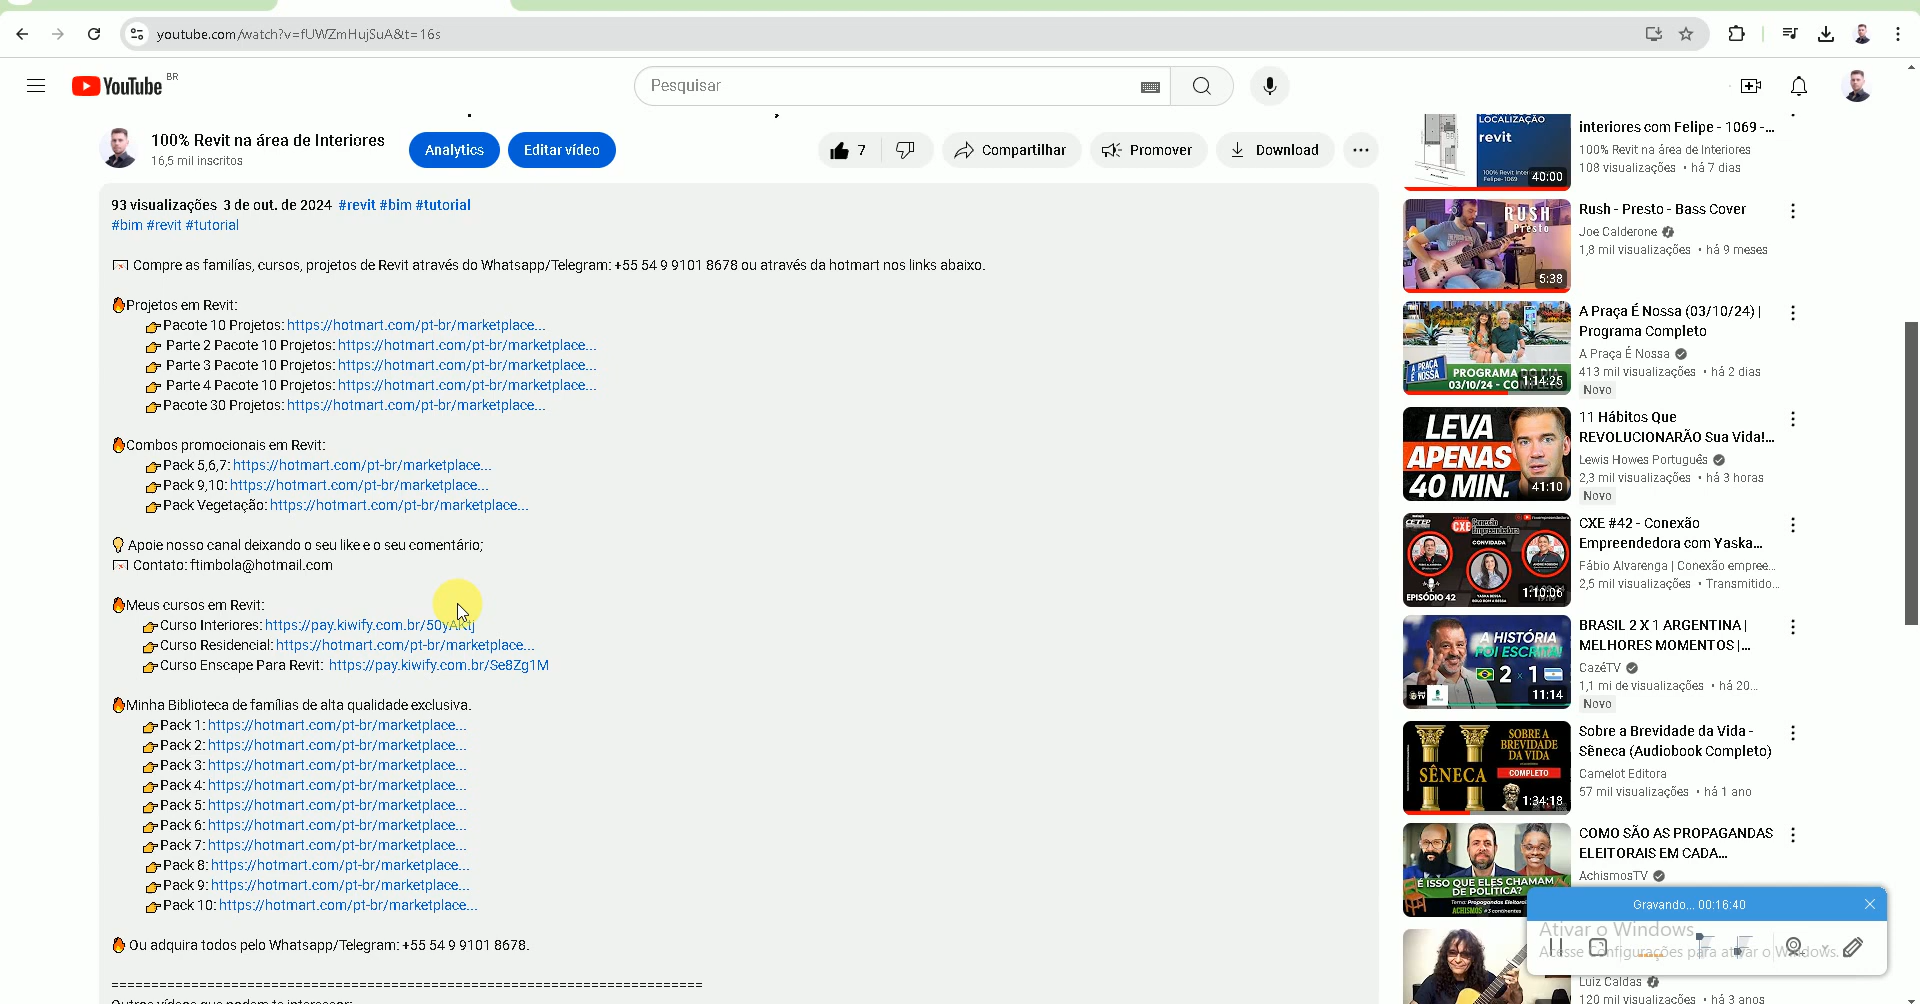 youtube.com/watch?v=fUWZmHujSuA&t=16s
YouTube BR
Pesquisar
100% Revit na área de Interiores
16,5 mil inscritos
Analytics
Editar vídeo
7
Compartilhar
Promover
Download
93 visualizações 3 de out. de 2024 #revit #bim #tutorial
#bim #revit #tutorial
Compre as familías, cursos, projetos de Revit através do Whatsapp/Telegram: +55 54 9 9101 8678 ou através da hotmart nos links abaixo.
🔥Projetos em Revit:
👉Pacote 10 Projetos: https://hotmart.com/pt-br/marketplace...
👉 Parte 2 Pacote 10 Projetos: https://hotmart.com/pt-br/marketplace...
👉 Parte 3 Pacote 10 Projetos: https://hotmart.com/pt-br/marketplace...
👉 Parte 4 Pacote 10 Projetos: https://hotmart.com/pt-br/marketplace...
👉Pacote 30 Projetos: https://hotmart.com/pt-br/marketplace...
🔥Combos promocionais em Revit:
👉Pack 5,6,7: https://hotmart.com/pt-br/marketplace...
👉Pack 9,10: https://hotmart.com/pt-br/marketplace...
👉Pack Vegetação: https://hotmart.com/pt-br/marketplace...
💡 Apoie nosso canal deixando o seu like e o seu comentário;
Contato: ftimbola@hotmail.com
🔥Meus cursos em Revit:
👉Curso Interiores: https://pay.kiwify.com.br/50yAKtj
👉Curso Residencial: https://hotmart.com/pt-br/marketplace...
👉Curso Enscape Para Revit: https://pay.kiwify.com.br/Se8Zg1M
🔥Minha Biblioteca de famílias de alta qualidade exclusiva.
👉Pack 1: https://hotmart.com/pt-br/marketplace...
👉Pack 2: https://hotmart.com/pt-br/marketplace...
👉Pack 3: https://hotmart.com/pt-br/marketplace...
👉Pack 4: https://hotmart.com/pt-br/marketplace...
👉Pack 5: https://hotmart.com/pt-br/marketplace...
👉Pack 6: https://hotmart.com/pt-br/marketplace...
👉Pack 7: https://hotmart.com/pt-br/marketplace...
👉Pack 8: https://hotmart.com/pt-br/marketplace...
👉Pack 9: https://hotmart.com/pt-br/marketplace...
👉Pack 10: https://hotmart.com/pt-br/marketplace...
🔥 Ou adquira todos pelo Whatsapp/Telegram: +55 54 9 9101 8678.
==========================================================================
Outros vídeos que podem te interessar:
LOCALIZAÇÃO
revit
40:00
interiores com Felipe - 1069 -...
100% Revit na área de Interiores
108 visualizações • há 7 dias
RUSH
Presto
5:38
Rush - Presto - Bass Cover
Joe Calderone
1,8 mil visualizações • há 9 meses
A PRAÇA É NOSSA
PROGRAMA DO DIA
03/10/24 - CO
1:14:25
A Praça É Nossa (03/10/24) |
Programa Completo
A Praça É Nossa
413 mil visualizações • há 2 dias
Novo
LEVA
APENAS
40 MIN.
41:10
11 Hábitos Que
REVOLUCIONARÃO Sua Vida!...
Lewis Howes Português
2,3 mil visualizações • há 3 horas
Novo
CXE
CONVIDADA
EPISÓDIO 42
1:10:06
CXE #42 - Conexão
Empreendedora com Yaska...
Fábio Alvarenga | Conexão empree...
2,5 mil visualizações • Transmitido...
A HISTÓRIA
FOI ESCRITA!
2 x 1
11:14
BRASIL 2 X 1 ARGENTINA |
MELHORES MOMENTOS |...
CazéTV
1,1 mi de visualizações • há 20...
Novo
SÊNECA
SOBRE A
BREVIDADE
DA VIDA
COMPLETO
1:34:18
Sobre a Brevidade da Vida -
Sêneca (Audiobook Completo)
Camelot Editora
57 mil visualizações • há 1 ano
É ISSO QUE ELES CHAMAM
DE POLÍTICA?
ACHISMOS
COMO SÃO AS PROPAGANDAS
ELEITORAIS EM CADA...
AchismosTV
Gravando... 00:16:40
Ativar o Windows
Acesse Configurações para ativar o Windows.
Luiz Caldas
120 mil visualizações • há 3 anos